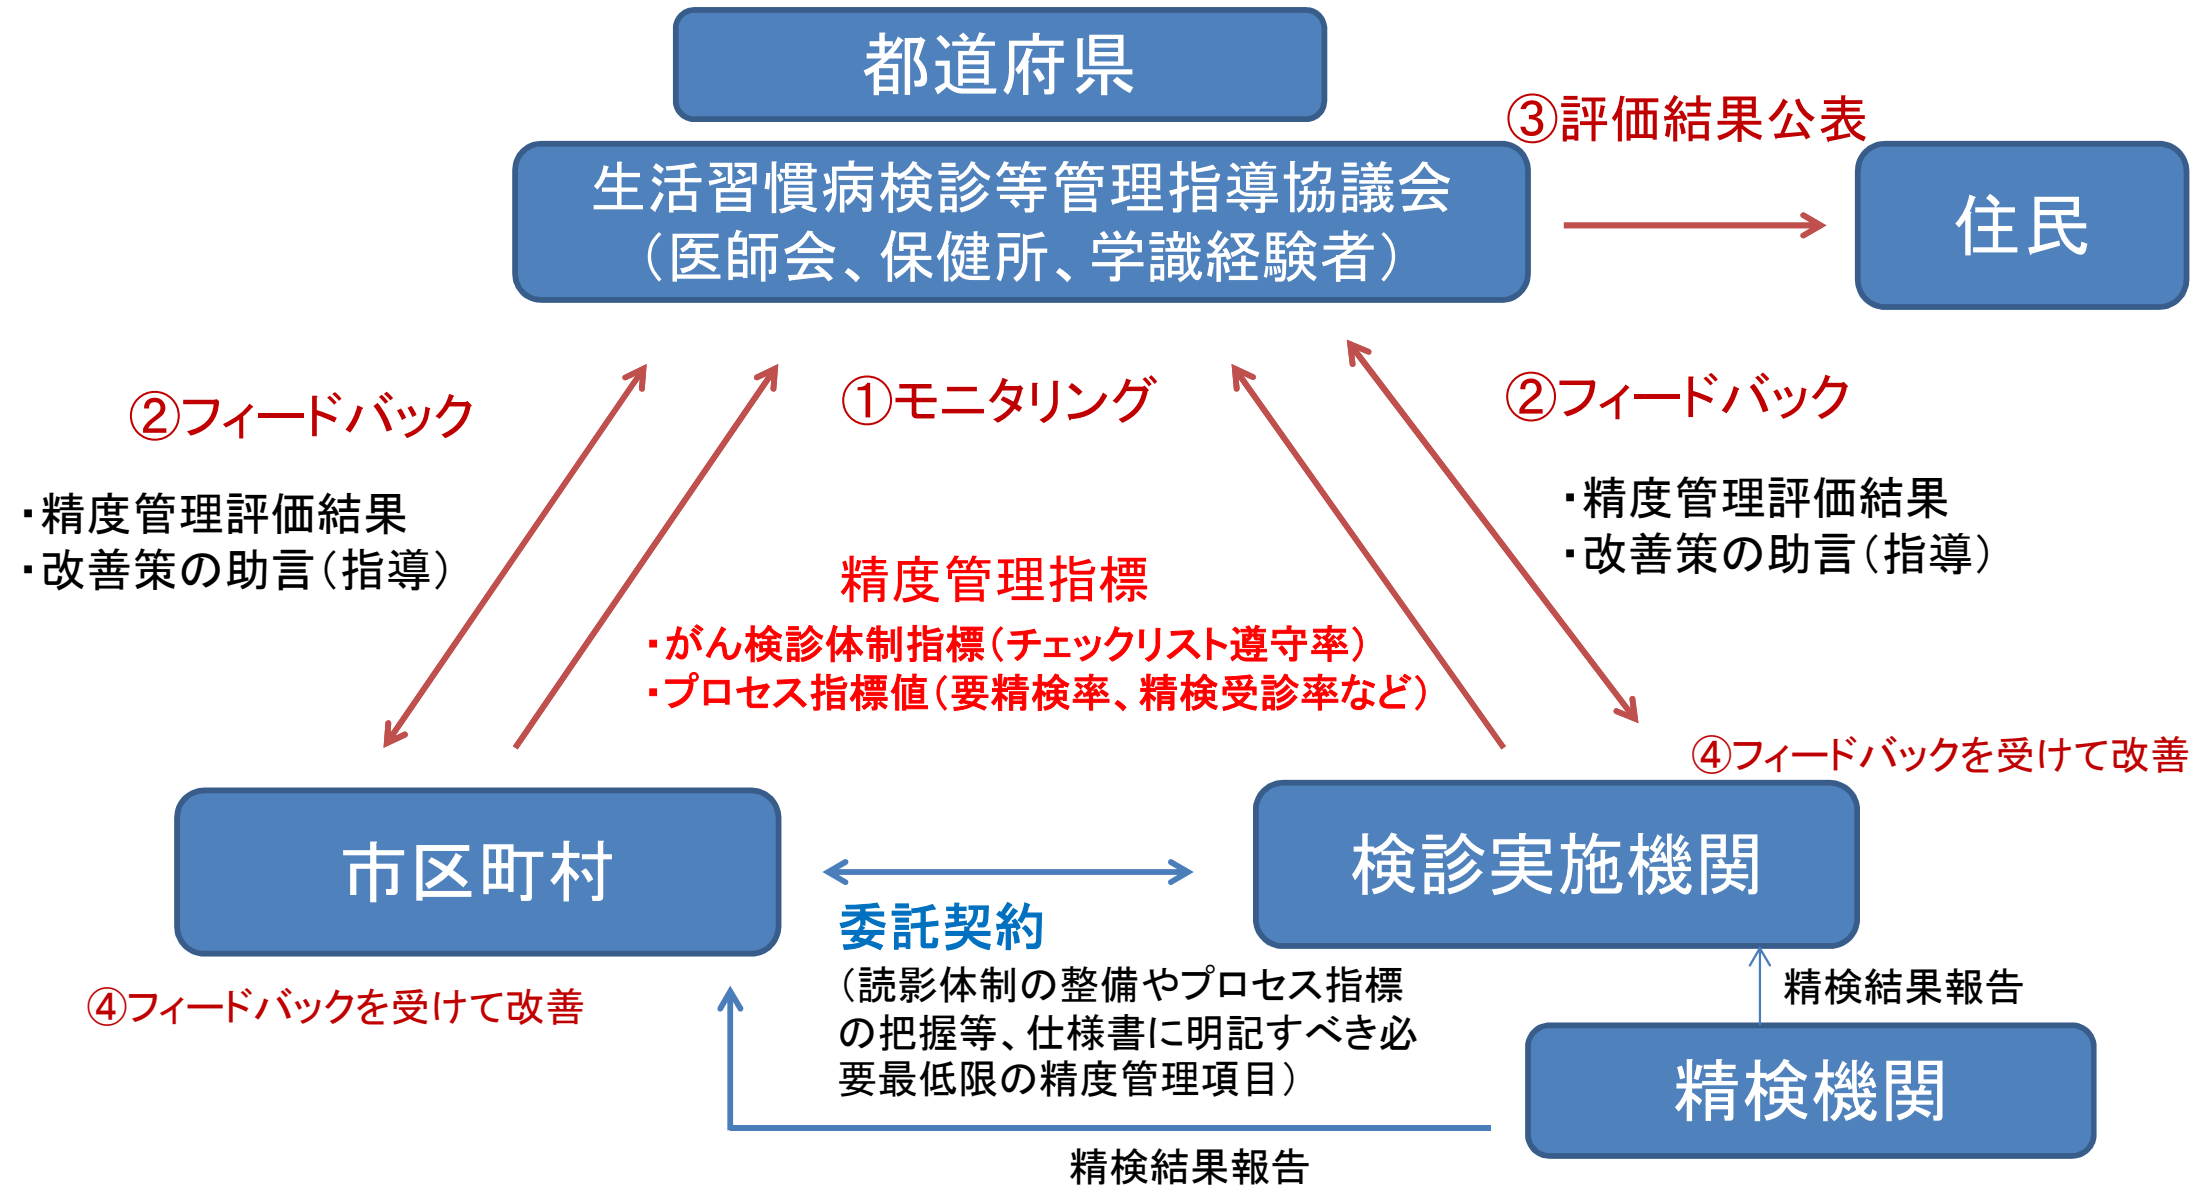 都道府県
生活習慣病検診等管理指導協議会
（医師会、保健所、学識経験者）
③評価結果公表
住民
②フィードバック
・精度管理評価結果
・改善策の助言（指導）
①モニタリング
②フィードバック
・精度管理評価結果
・改善策の助言（指導）
精度管理指標
・がん検診体制指標（チェックリスト遵守率）
・プロセス指標値（要精検率、精検受診率など）
④フィードバックを受けて改善
市区町村
検診実施機関
④フィードバックを受けて改善
委託契約
（読影体制の整備やプロセス指標
の把握等、仕様書に明記すべき必
要最低限の精度管理項目）
精検結果報告
精検機関
精検結果報告